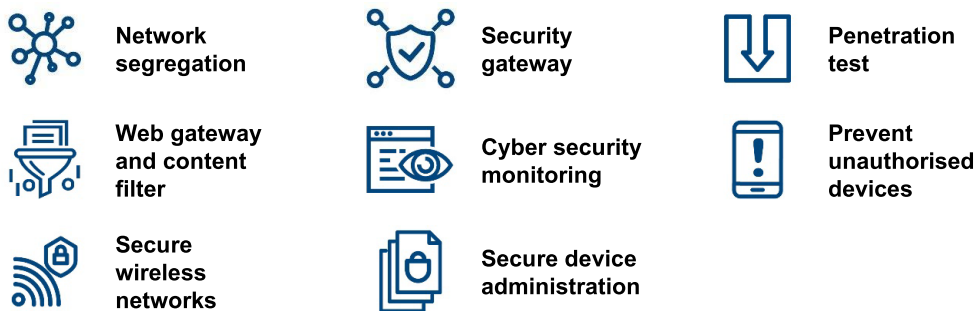 Network
segregation
Security
gateway
Penetration
test
Web gateway
and content
filter
Cyber security
monitoring
Prevent
unauthorised
devices
Secure
wireless
networks
Secure device
administration